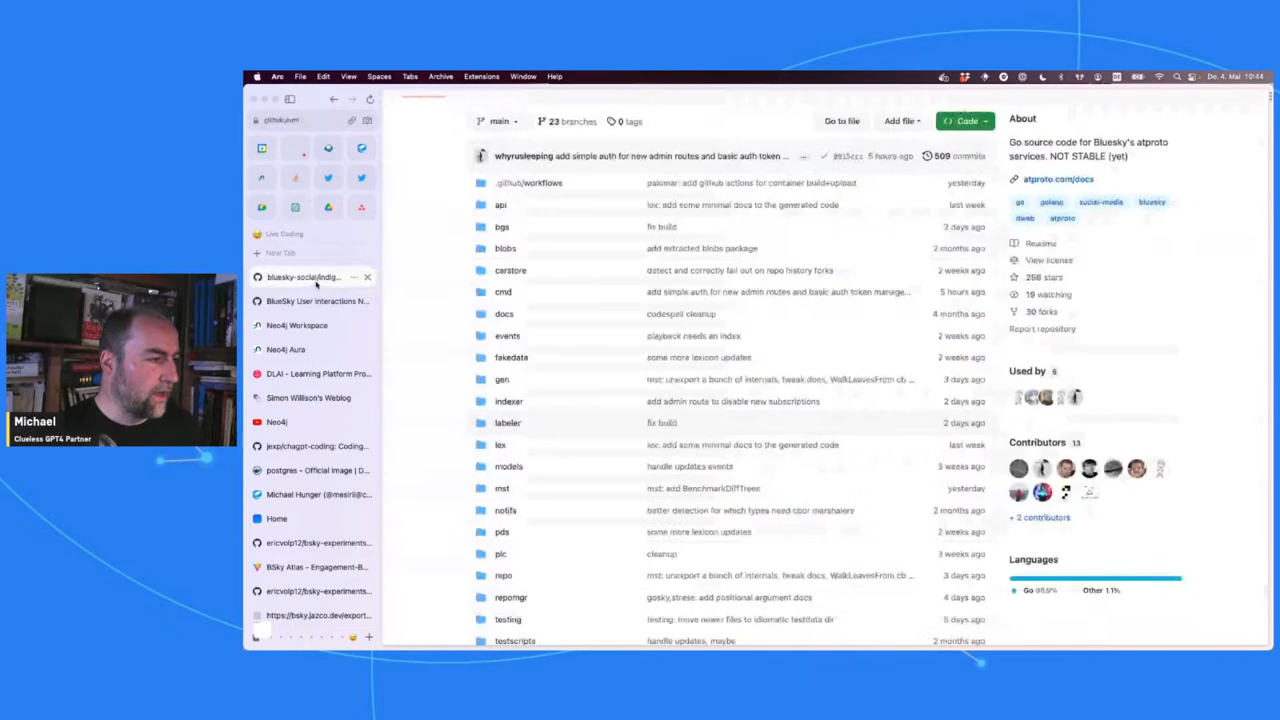 Arc File Edit View Spaces Tabs Archive Extensions Window Help
Do. 4. Mai 10:44
Live Coding
New Tab
bluesky-social/indig...
BlueSky User Interactions N...
Neo4j Workspace
Neo4j Aura
DLAI - Learning Platform Pro...
Simon Willison's Weblog
Neo4j
jexp/chatgpt-coding: Coding...
postgres - Official Image | D...
Michael Hunger (@mesirii@c...
Home
ericvolp12/bsky-experiments...
BSky Atlas - Engagement-B...
ericvolp12/bsky-experiments...
https://bsky.jazco.dev/export...
main 23 branches 0 tags Go to file Add file Code
whyrusleeping add simple auth for new admin routes and basic auth token ... 5 hours ago 509 commits
.github/workflows palomar: add github actions for container build+upload yesterday
api lex: add some minimal docs to the generated code last week
bgs fix build 2 days ago
blobs add extracted blobs package 2 months ago
carstore detect and correctly fail out on repo history forks 2 weeks ago
cmd add simple auth for new admin routes and basic auth token manage... 5 hours ago
docs codespell cleanup 4 months ago
events playback needs an index 2 weeks ago
fakedata some more lexicon updates 2 weeks ago
gen mst: unexport a bunch of internals, tweak docs, WalkLeavesFrom cb ... 3 days ago
indexer add admin route to disable new subscriptions 2 days ago
labeler fix build 2 days ago
lex lex: add some minimal docs to the generated code last week
models handle updates events 3 weeks ago
mst mst: add BenchmarkDiffTrees yesterday
notifs better detection for which types need cbor marshalers 2 months ago
pds some more lexicon updates 2 weeks ago
plc cleanup 3 weeks ago
repo mst: unexport a bunch of internals, tweak docs, WalkLeavesFrom cb ... 3 days ago
repomgr gosky,stress: add positional argument docs 4 days ago
testing testing: move newer files to idiomatic testdata dir 5 days ago
testscripts handle updates, maybe 2 months ago
About
Go source code for Bluesky's atproto
services. NOT STABLE (yet)
atproto.com/docs
go golang social-media bluesky
dweb atproto
Readme
View license
258 stars
19 watching
30 forks
Report repository
Used by 5
Contributors 13
+ 2 contributors
Languages
Go 98.9% Other 1.1%
Michael
Clueless GPT4 Partner